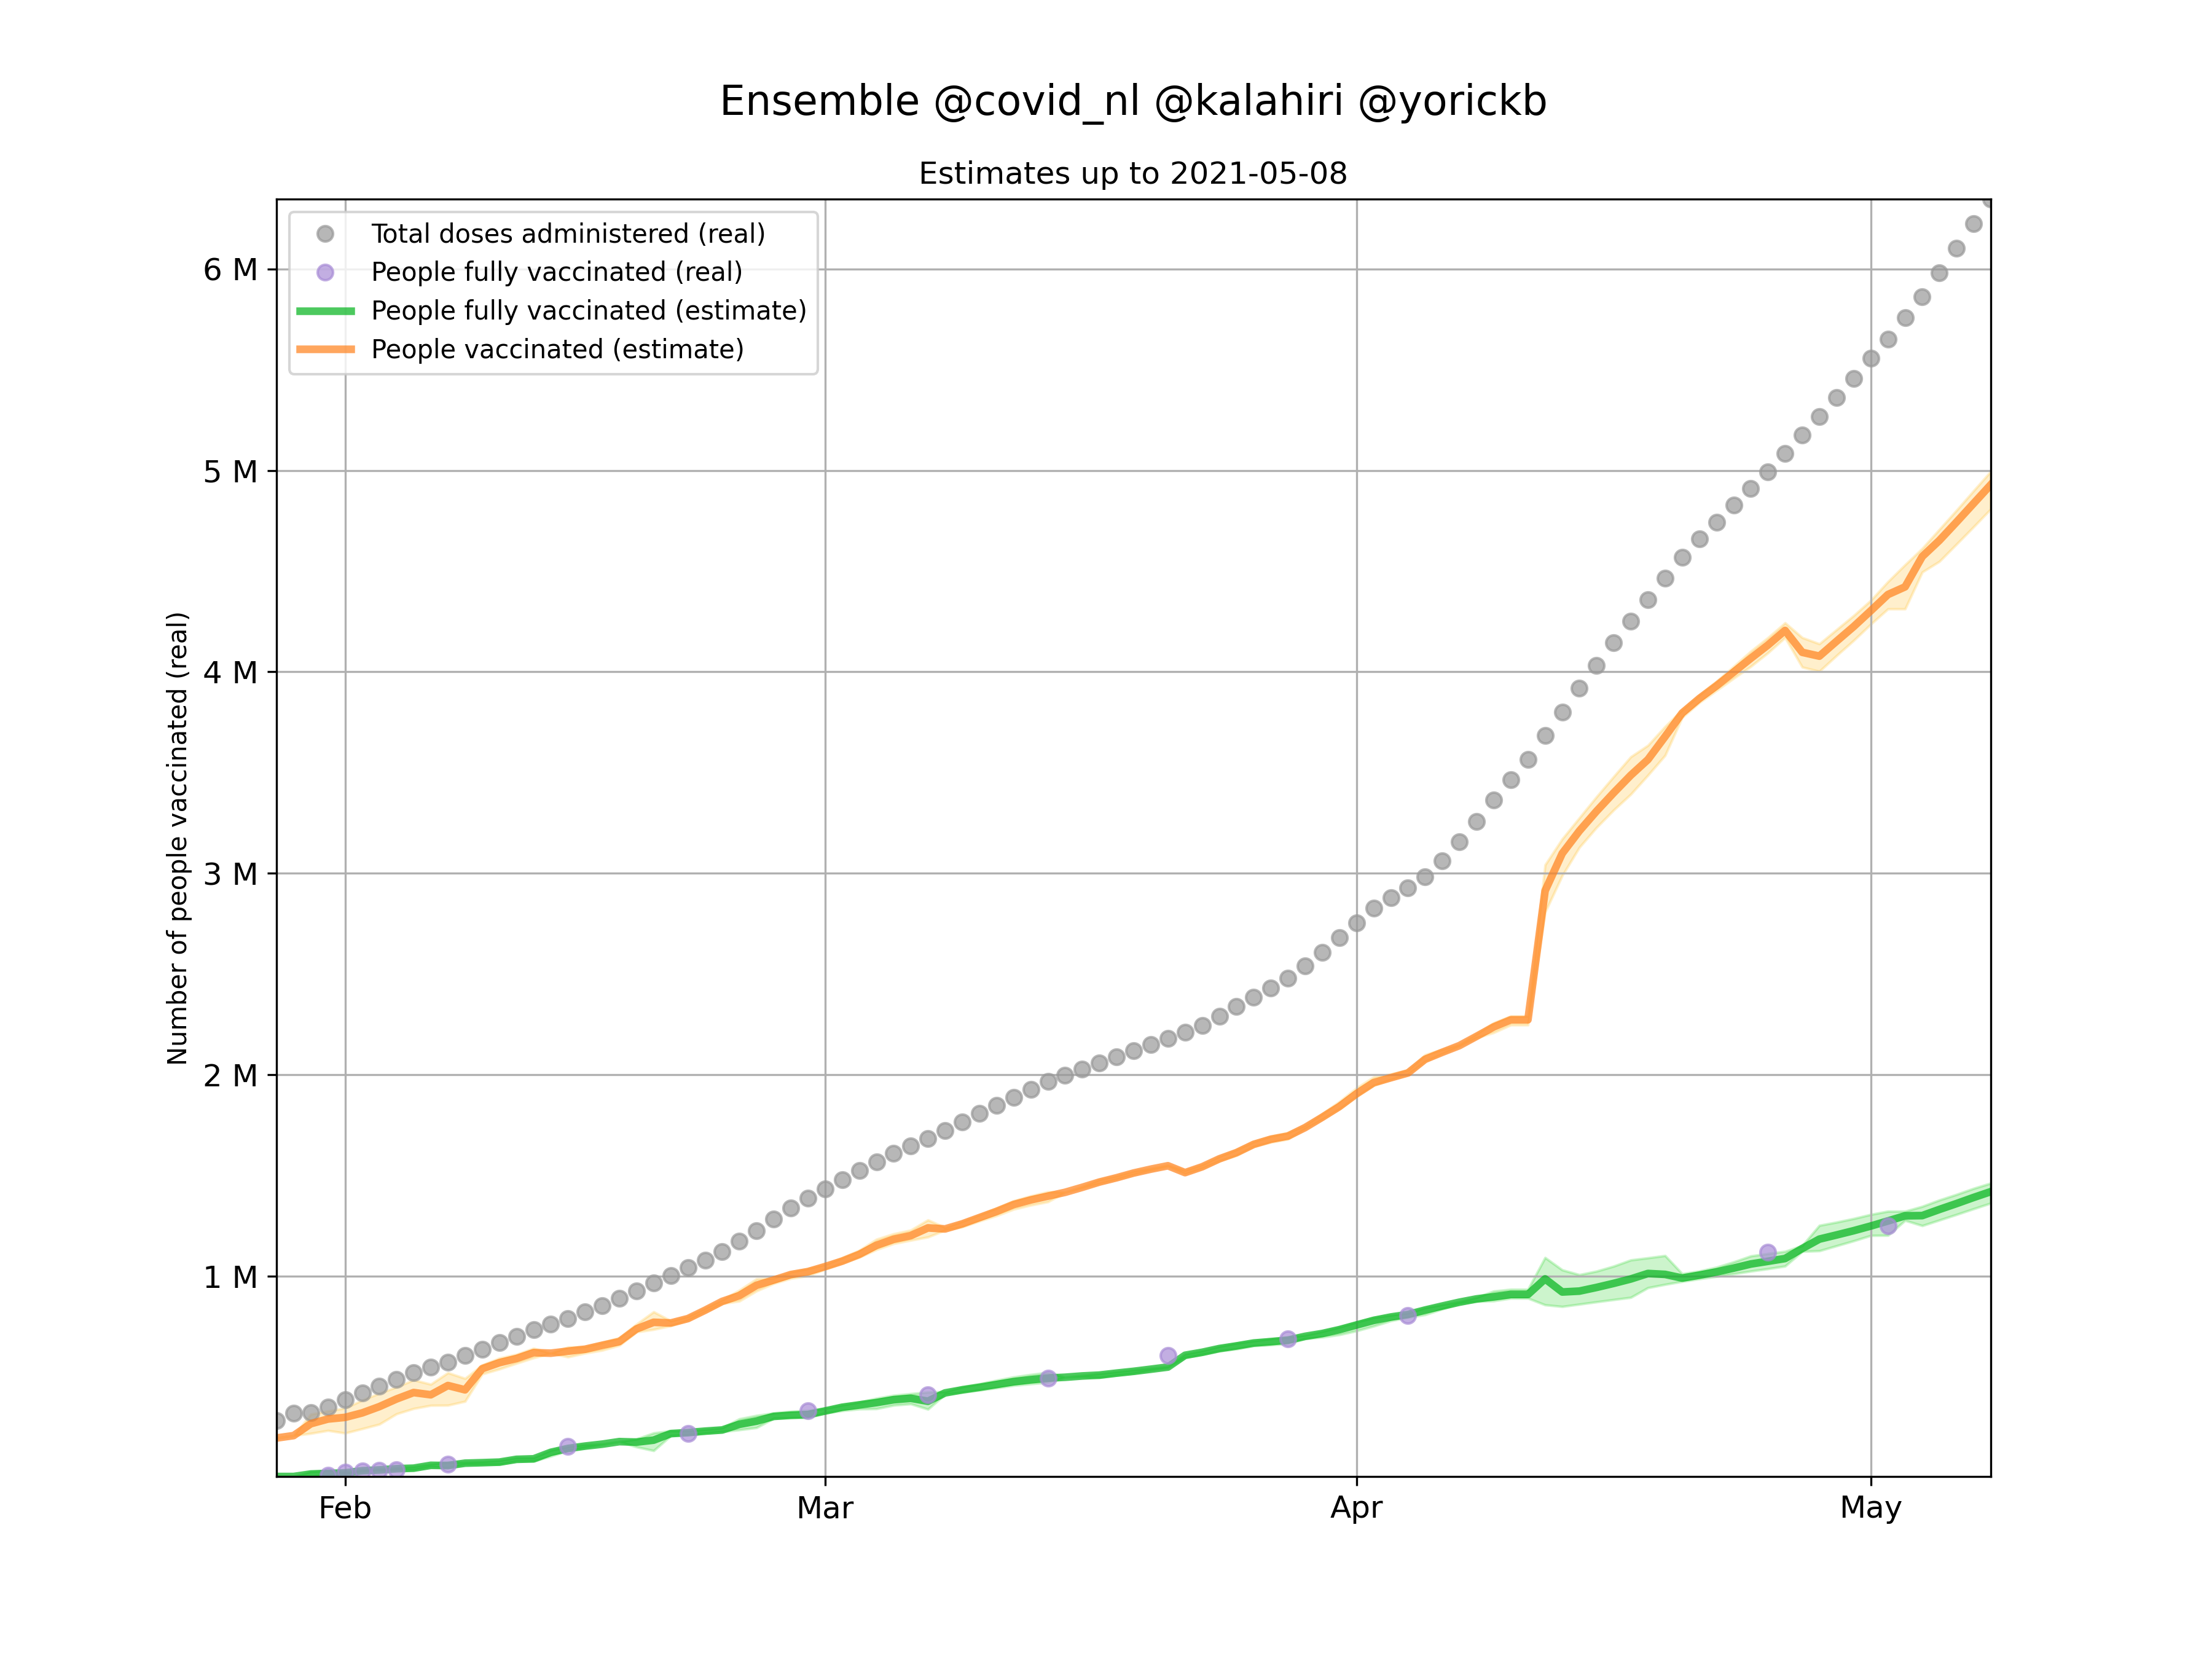 Ensemble @covid_nl @kalahiri @yorickb
Estimates up to 2021-05-08
Total doses administered (real)
People fully vaccinated (real)
People fully vaccinated (estimate)
People vaccinated (estimate)
Number of people vaccinated (real)
6 M
5 M
4 M
3 M
2 M
1 M
Feb
Mar
Apr
May